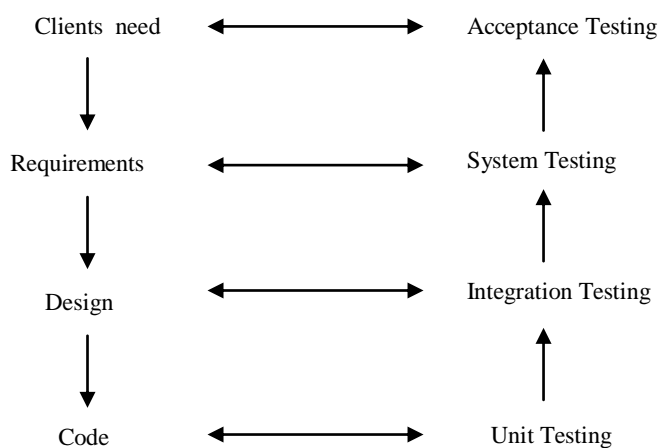 Clients need
Acceptance Testing
Requirements
System Testing
Design
Integration Testing
Code
Unit Testing